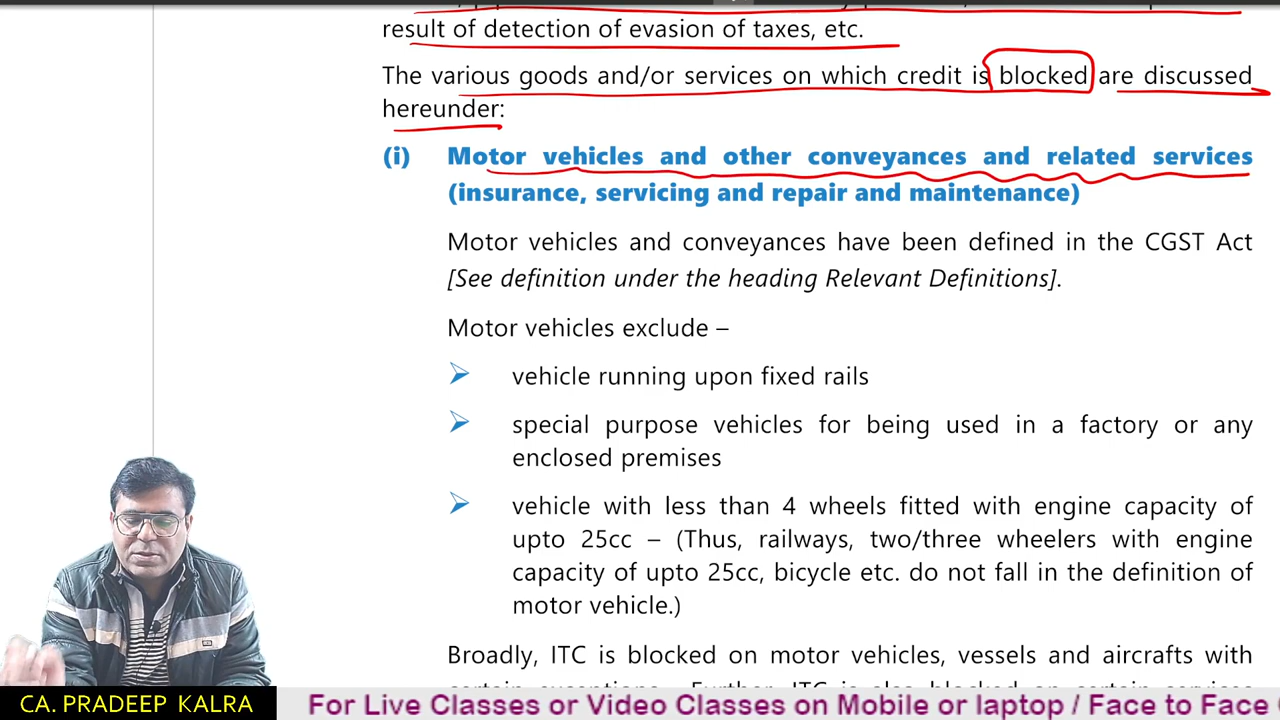 result of detection of evasion of taxes, etc.
The various goods and/or services on which credit is blocked are discussed
hereunder:
(i) Motor vehicles and other conveyances and related services
(insurance, servicing and repair and maintenance)
Motor vehicles and conveyances have been defined in the CGST Act
[See definition under the heading Relevant Definitions].
Motor vehicles exclude –
vehicle running upon fixed rails
special purpose vehicles for being used in a factory or any
enclosed premises
vehicle with less than 4 wheels fitted with engine capacity of
upto 25cc – (Thus, railways, two/three wheelers with engine
capacity of upto 25cc, bicycle etc. do not fall in the definition of
motor vehicle.)
Broadly, ITC is blocked on motor vehicles, vessels and aircrafts with
CA. PRADEEP KALRA
For Live Classes or Video Classes on Mobile or laptop / Face to Face